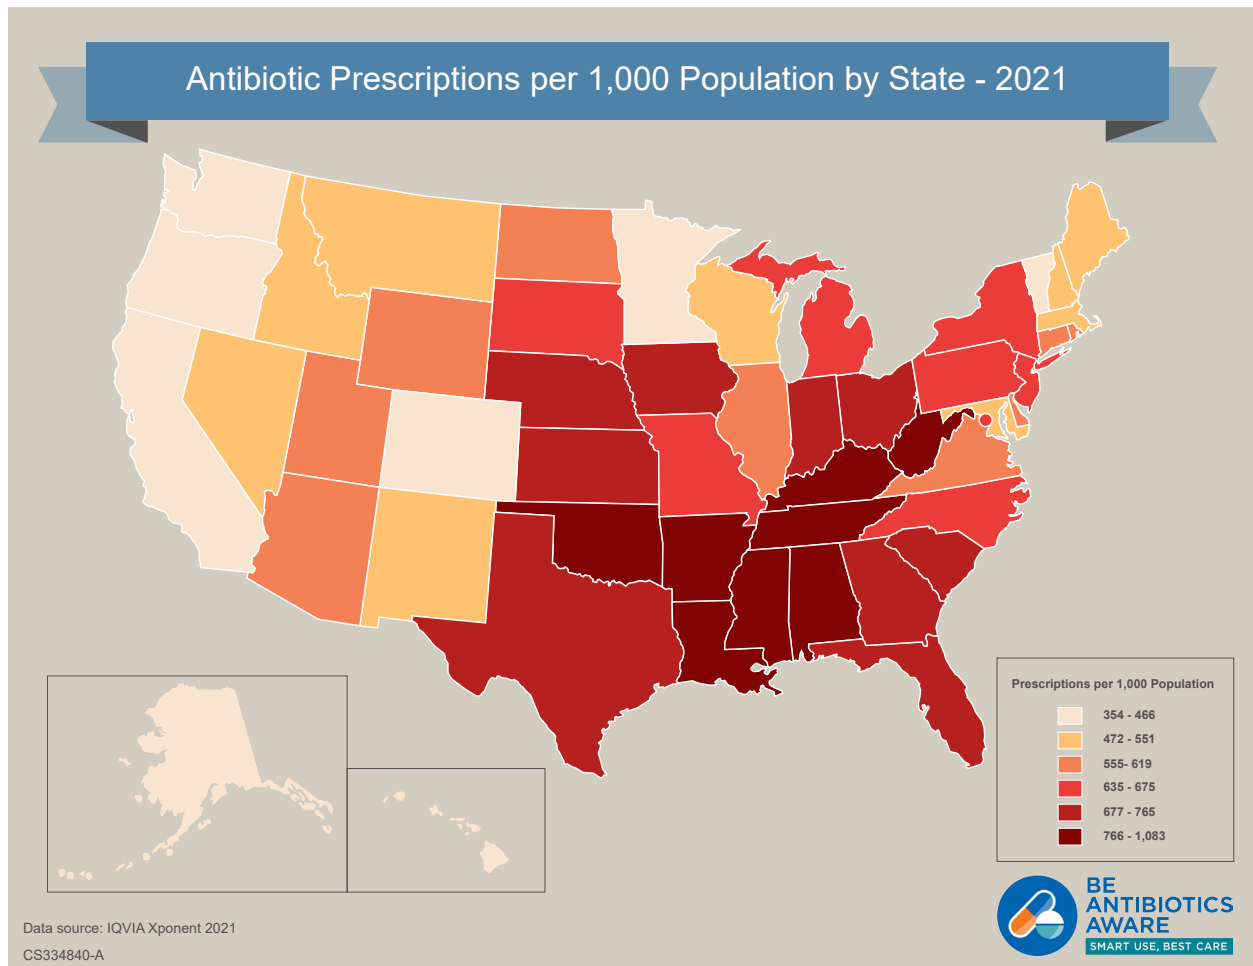 Antibiotic Prescriptions per 1,000 Population by State - 2021
Prescriptions per 1,000 Population
354 - 466
472 - 551
555- 619
635 - 675
677 - 765
766 - 1,083
BE
ANTIBIOTICS
AWARE
SMART USE, BEST CARE
Data source: IQVIA Xponent 2021
CS334840-A